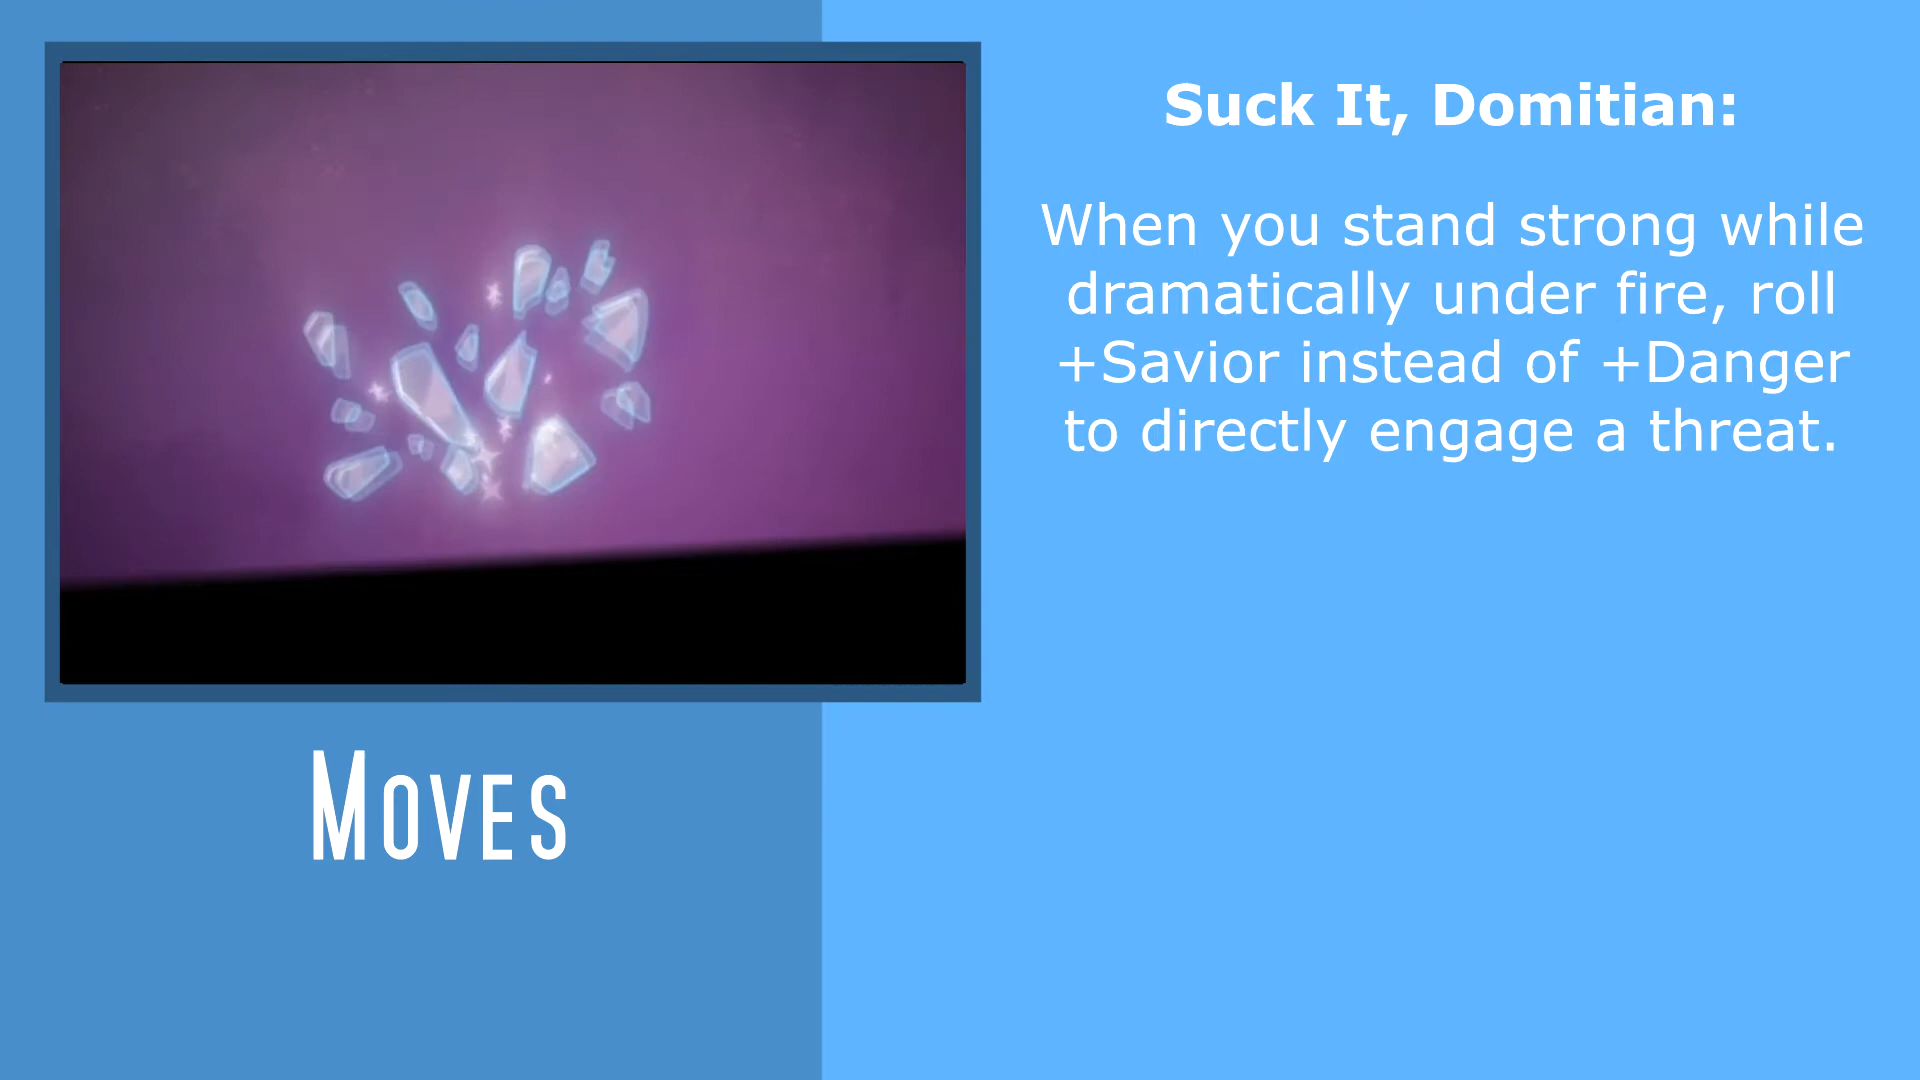 Suck It, Domitian:
When you stand strong while
dramatically under fire, roll
+Savior instead of +Danger
to directly engage a threat.
Moves